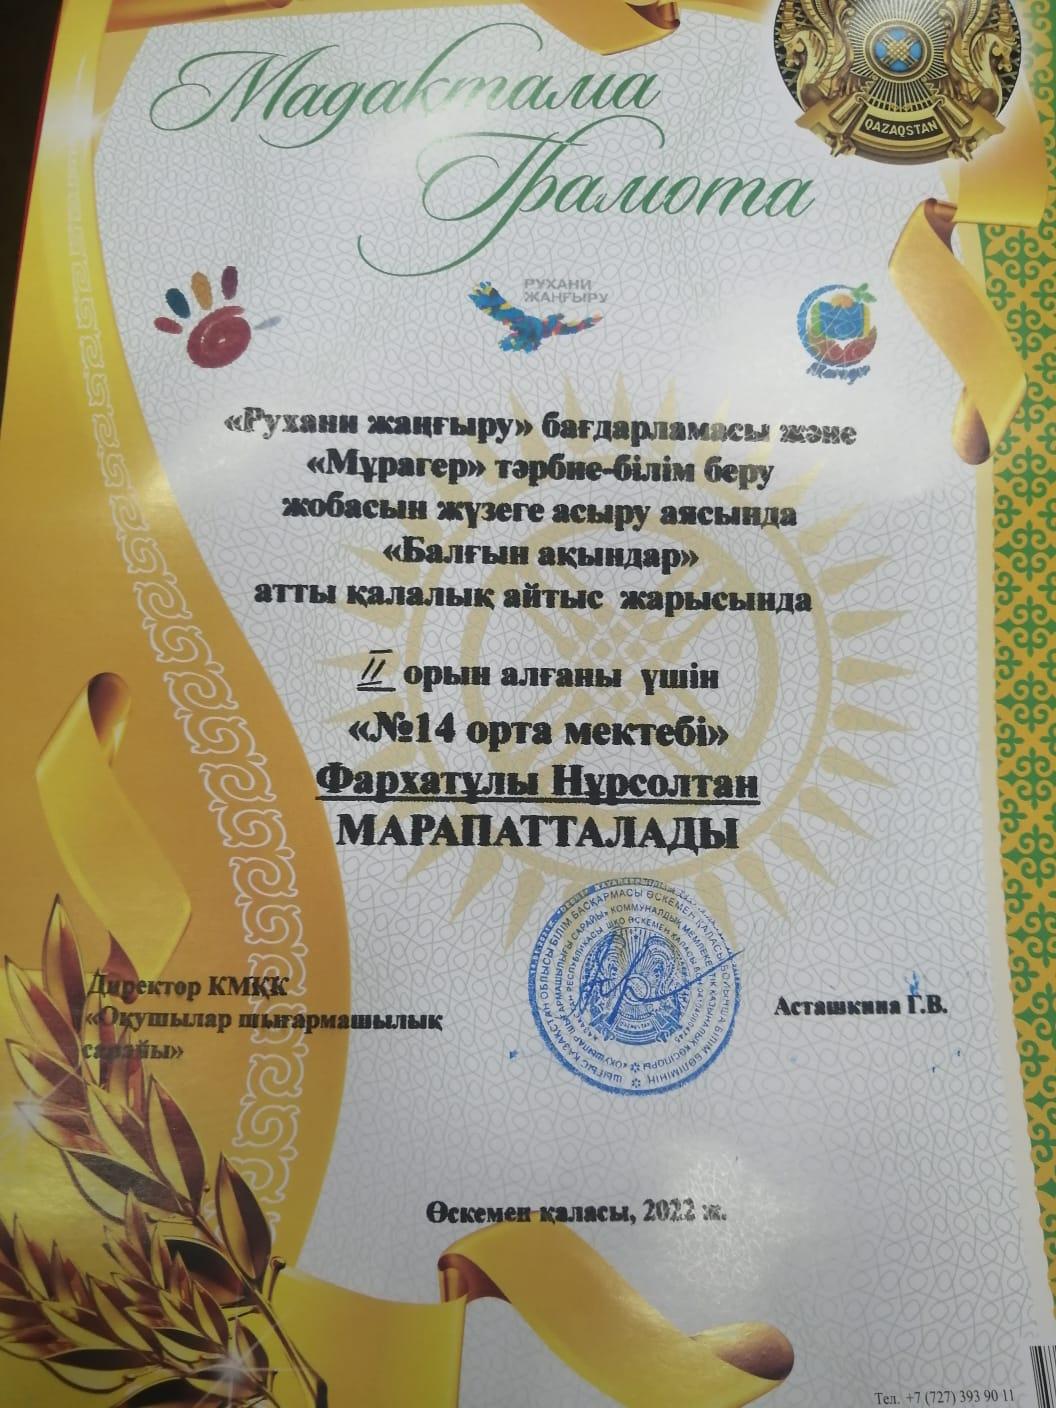 Мадақтама
Грамота
QAZAQSTAN
РУХАНИ
ЖАҢҒЫРУ
«Рухани жаңғыру» бағдарламасы және
«Мұрагер» тәрбие-білім беру
жобасын жүзеге асыру аясында
«Балғын ақындар»
атты қалалық айтыс жарысында
II орын алғаны үшін
«№14 орта мектебі»
Фархатұлы Нұрсолтан
МАРАПАТТАЛАДЫ
Директор КМҚК
«Оқушылар шығармашылық
сарайы»
Асташкина Г.В.
Өскемен қаласы, 2022 ж.
Тел. +7 (727) 393 90 11